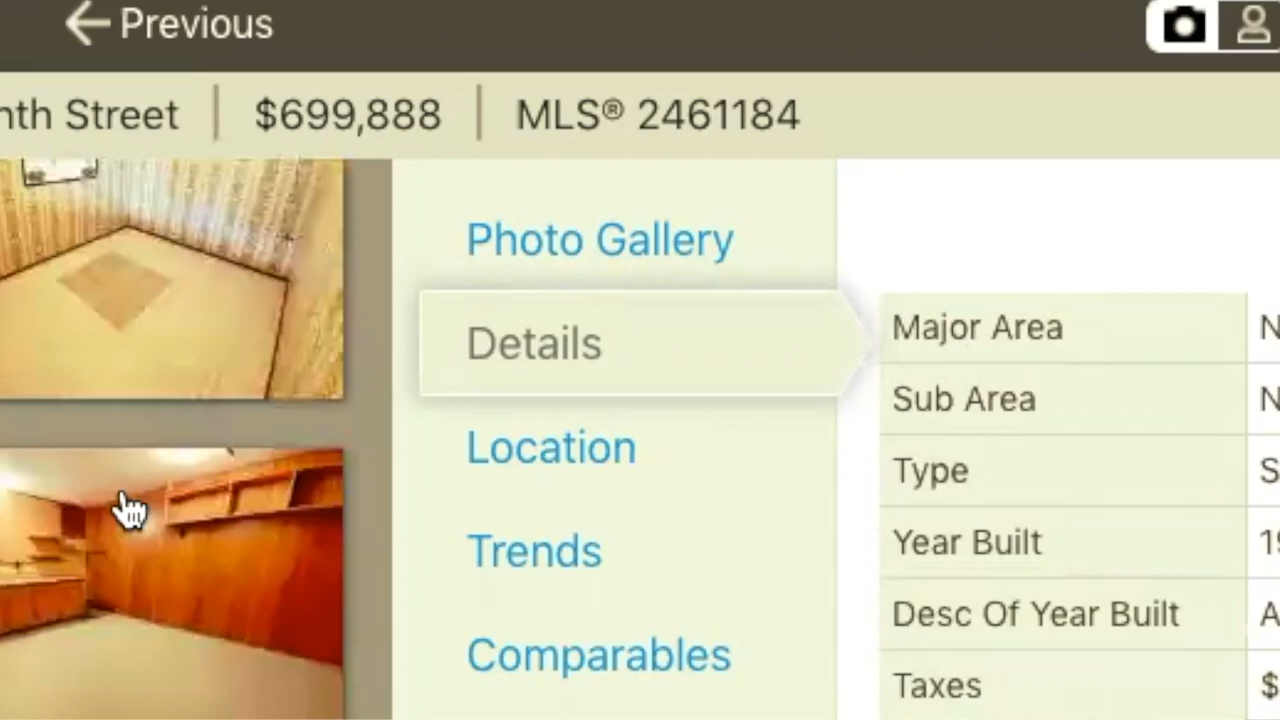 Previous
nth Street | $699,888 | MLS® 2461184
Photo Gallery
Details
Location
Trends
Comparables
Major Area N
Sub Area N
Type S
Year Built 19
Desc Of Year Built A
Taxes $